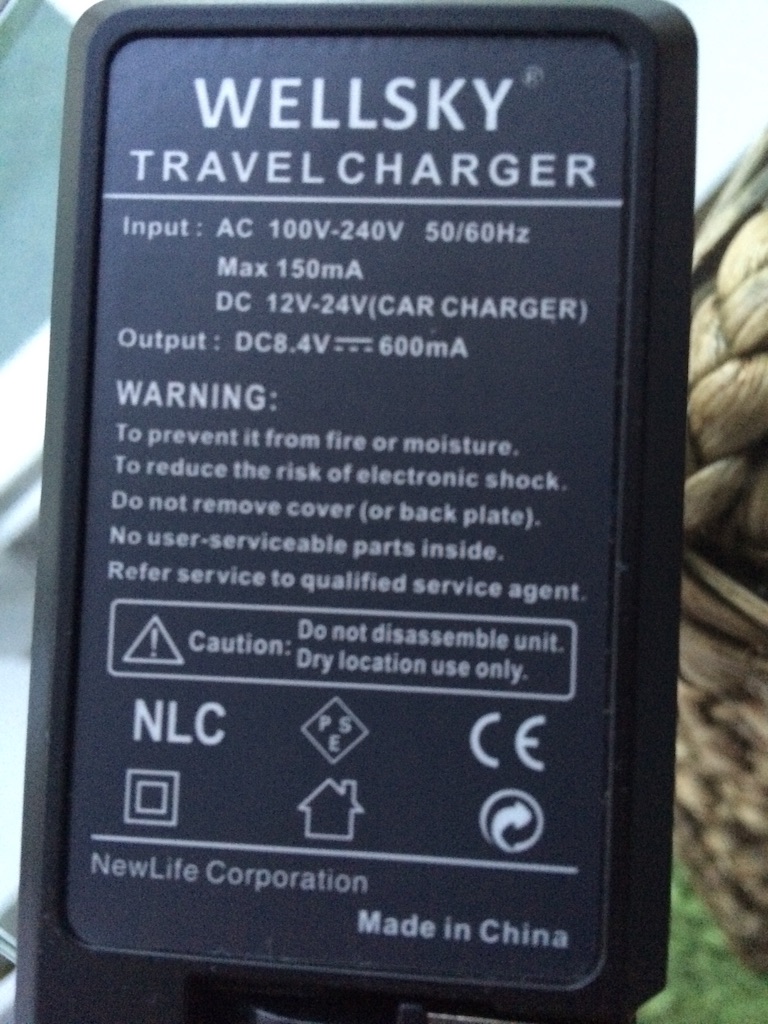 WELLSKY®
TRAVEL CHARGER
Input : AC 100V-240V 50/60Hz
Max 150mA
DC 12V-24V(CAR CHARGER)
Output : DC8.4V⎓600mA
WARNING:
To prevent it from fire or moisture.
To reduce the risk of electronic shock.
Do not remove cover (or back plate).
No user-serviceable parts inside.
Refer service to qualified service agent.
Caution: Do not disassemble unit.
Dry location use only.
NLC PSE CE
NewLife Corporation
Made in China